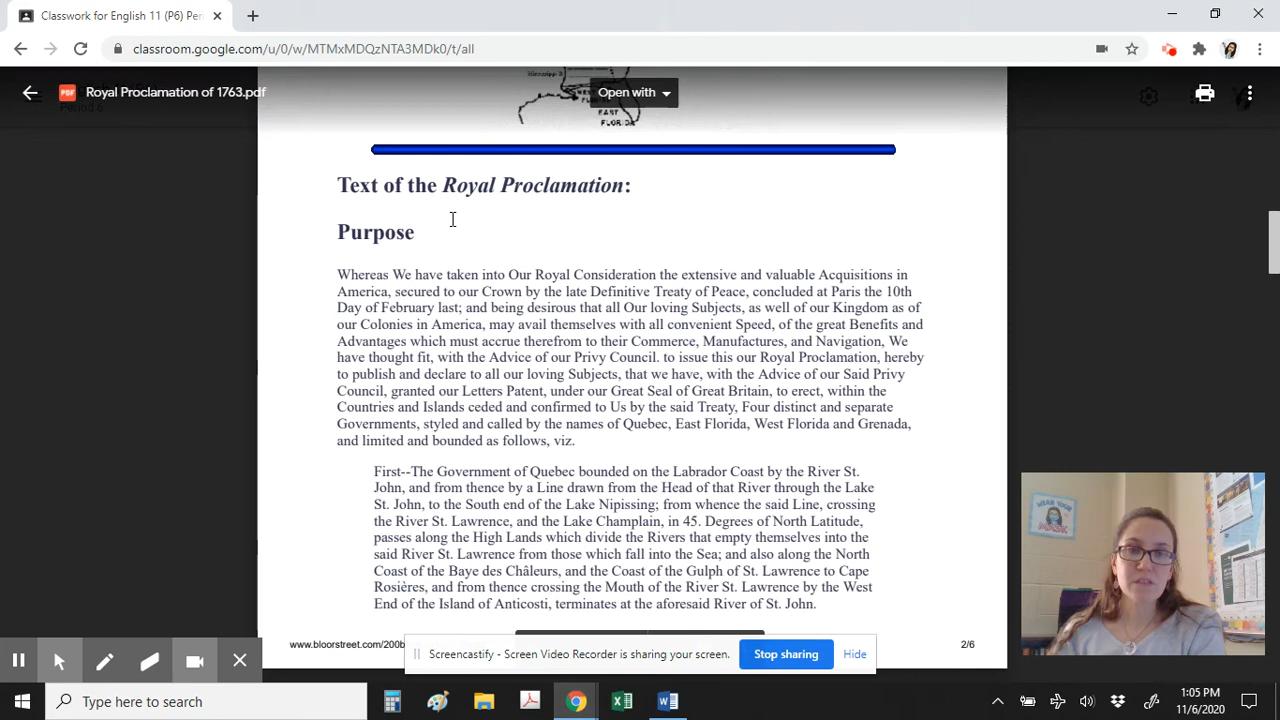 Classwork for English 11 (P6) Per
classroom.google.com/u/0/w/MTMxMDQzNTA3MDk0/t/all
Royal Proclamation of 1763.pdf
Open with
Period 6
EAST
FLORIDA
Text of the Royal Proclamation:
Purpose
Whereas We have taken into Our Royal Consideration the extensive and valuable Acquisitions in
America, secured to our Crown by the late Definitive Treaty of Peace, concluded at Paris the 10th
Day of February last; and being desirous that all Our loving Subjects, as well of our Kingdom as of
our Colonies in America, may avail themselves with all convenient Speed, of the great Benefits and
Advantages which must accrue therefrom to their Commerce, Manufactures, and Navigation, We
have thought fit, with the Advice of our Privy Council. to issue this our Royal Proclamation, hereby
to publish and declare to all our loving Subjects, that we have, with the Advice of our Said Privy
Council, granted our Letters Patent, under our Great Seal of Great Britain, to erect, within the
Countries and Islands ceded and confirmed to Us by the said Treaty, Four distinct and separate
Governments, styled and called by the names of Quebec, East Florida, West Florida and Grenada,
and limited and bounded as follows, viz.
First--The Government of Quebec bounded on the Labrador Coast by the River St.
John, and from thence by a Line drawn from the Head of that River through the Lake
St. John, to the South end of the Lake Nipissing; from whence the said Line, crossing
the River St. Lawrence, and the Lake Champlain, in 45. Degrees of North Latitude,
passes along the High Lands which divide the Rivers that empty themselves into the
said River St. Lawrence from those which fall into the Sea; and also along the North
Coast of the Baye des Châleurs, and the Coast of the Gulph of St. Lawrence to Cape
Rosières, and from thence crossing the Mouth of the River St. Lawrence by the West
End of the Island of Anticosti, terminates at the aforesaid River of St. John.
www.bloorstreet.com/200b
2/6
Screencastify - Screen Video Recorder is sharing your screen.
Stop sharing
Hide
Type here to search
1:05 PM
11/6/2020